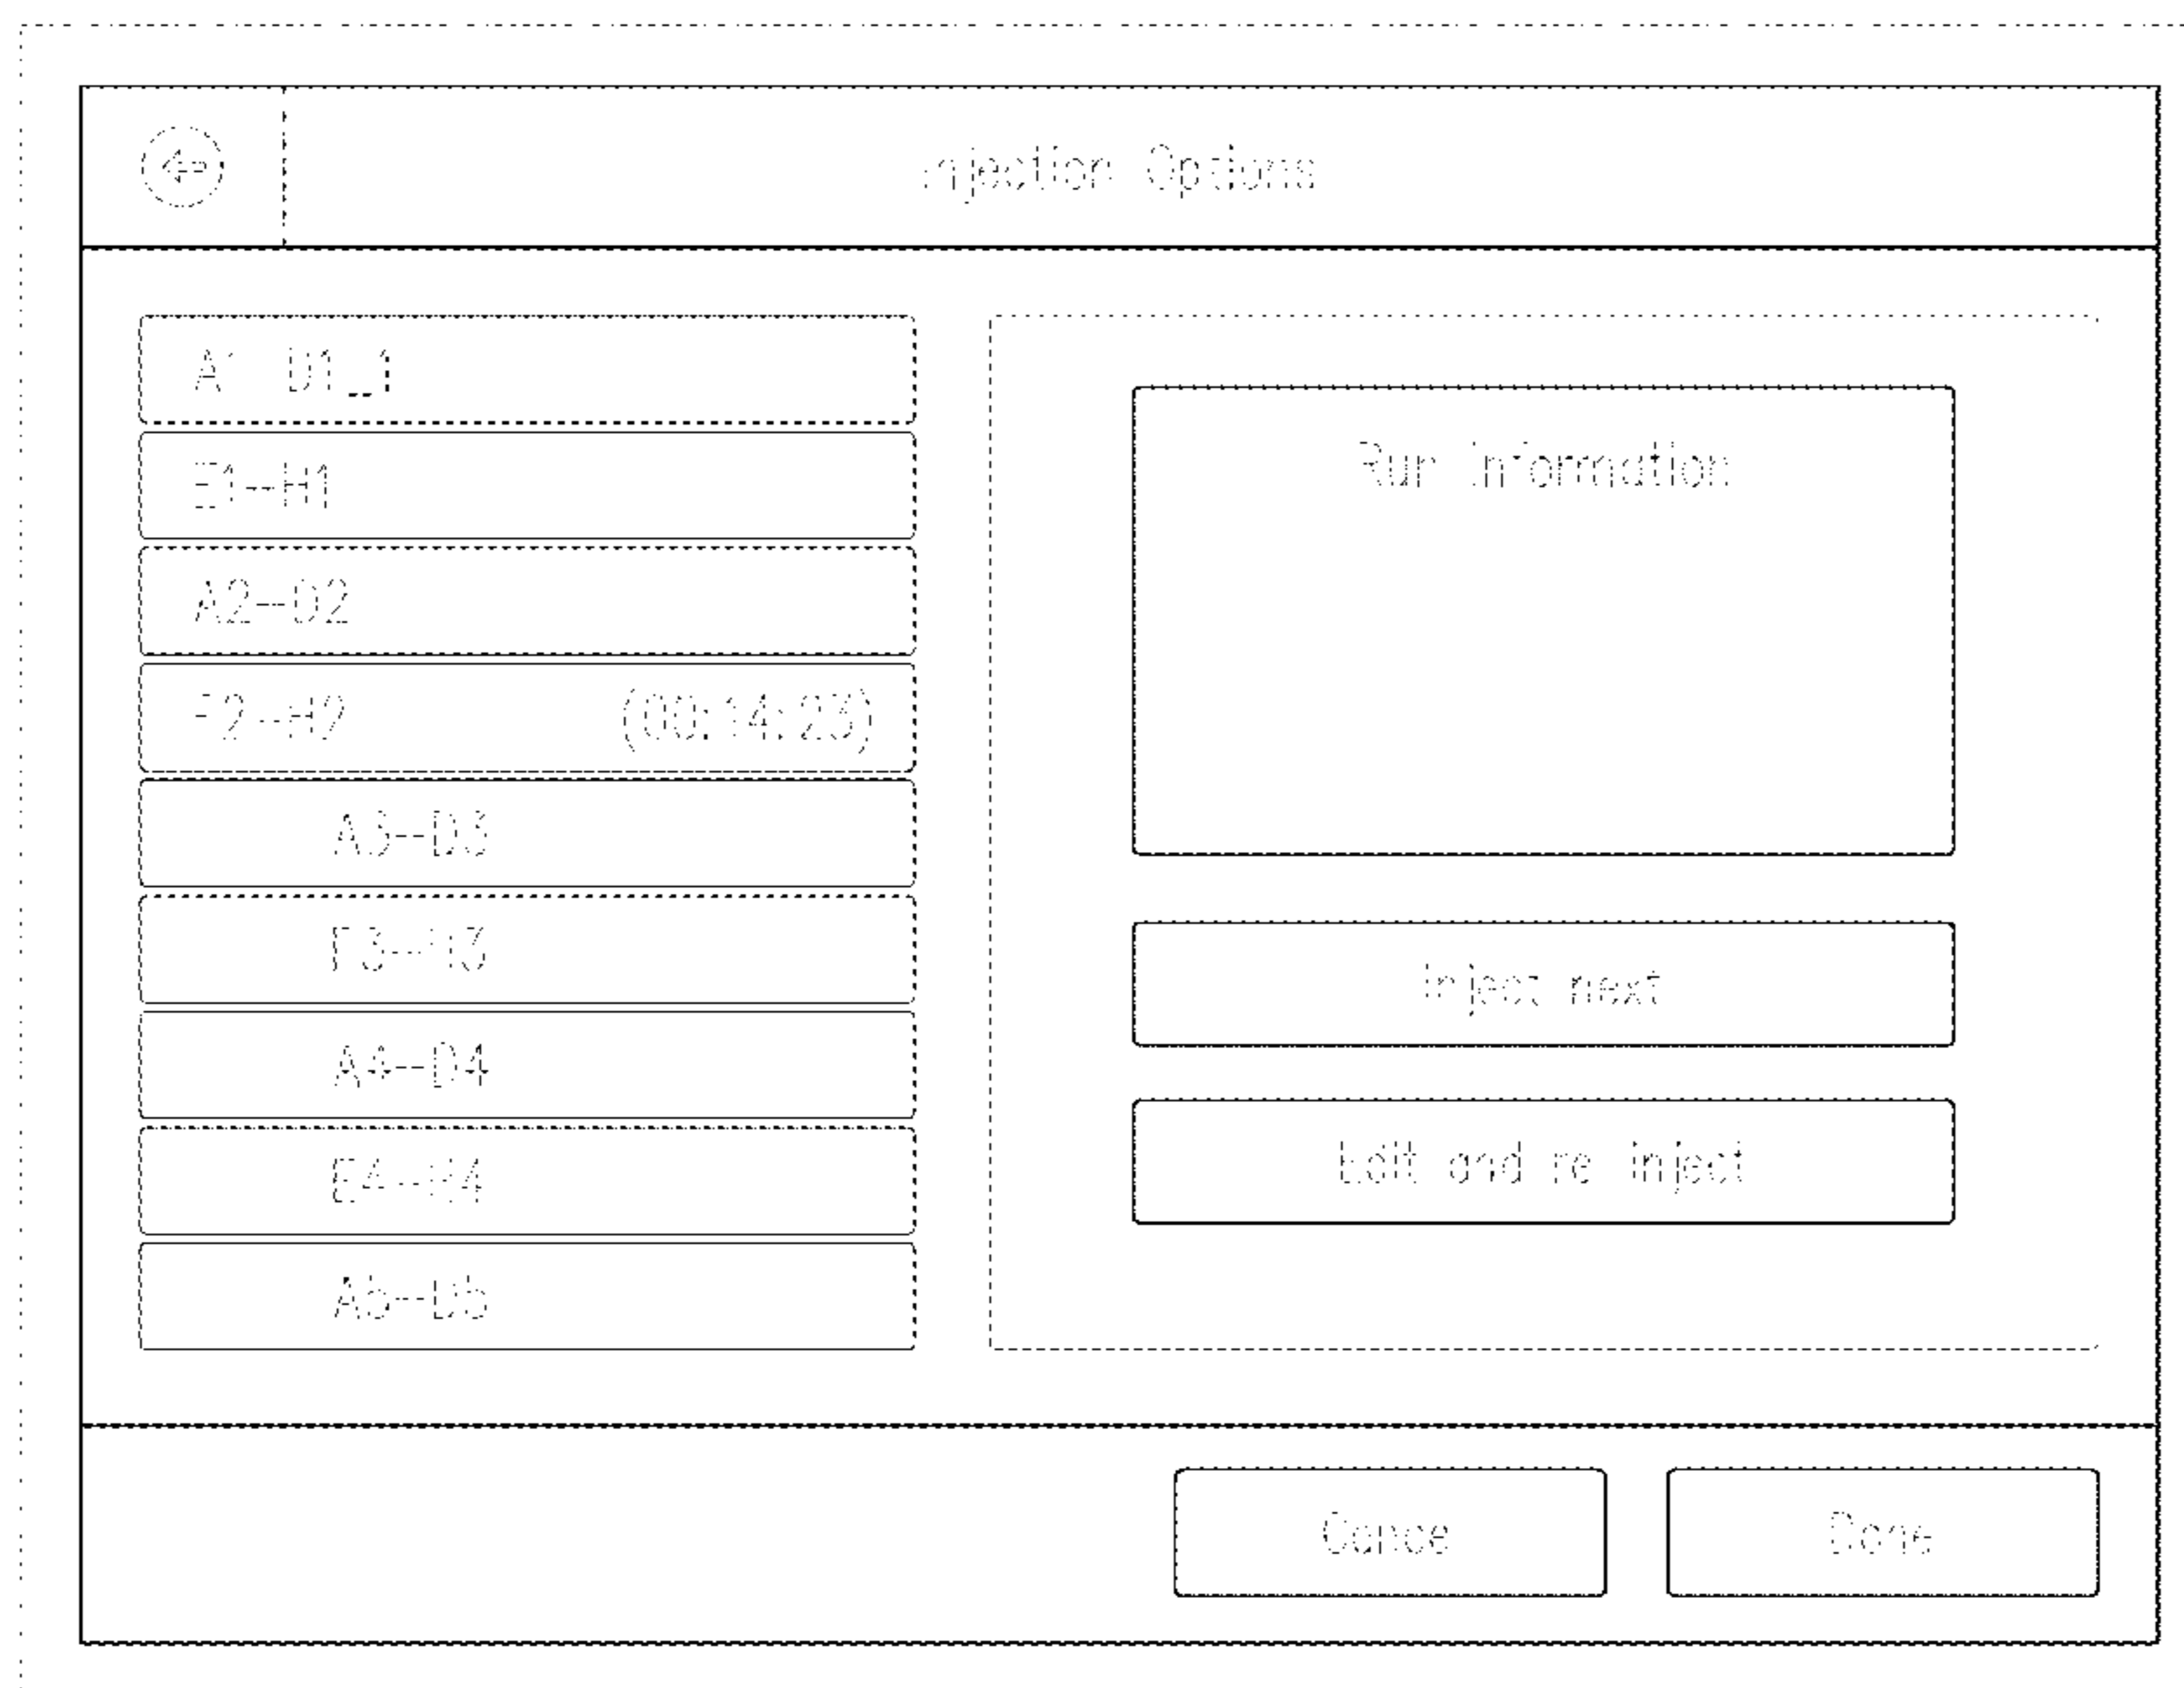 Injection Options
A1-D1_1
E1-H1
A2-D2
E2-H2 (00:14:23)
A3-D3
E3-H3
A4-D4
E4-H4
A5-D5
Run information
Inject next
Edit and re-inject
Cancel
Done